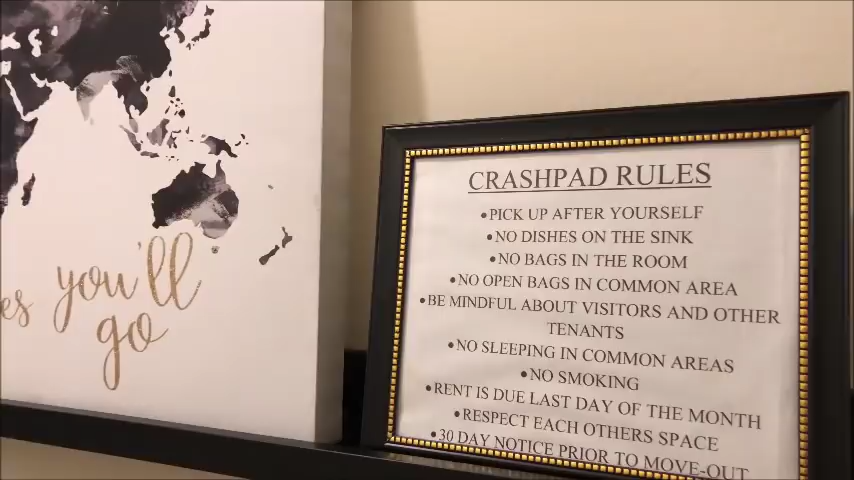 es you'll
go
CRASHPAD RULES
•PICK UP AFTER YOURSELF
•NO DISHES ON THE SINK
•NO BAGS IN THE ROOM
•NO OPEN BAGS IN COMMON AREA
•BE MINDFUL ABOUT VISITORS AND OTHER
TENANTS
•NO SLEEPING IN COMMON AREAS
•NO SMOKING
•RENT IS DUE LAST DAY OF THE MONTH
•RESPECT EACH OTHERS SPACE
•30 DAY NOTICE PRIOR TO MOVE-OUT